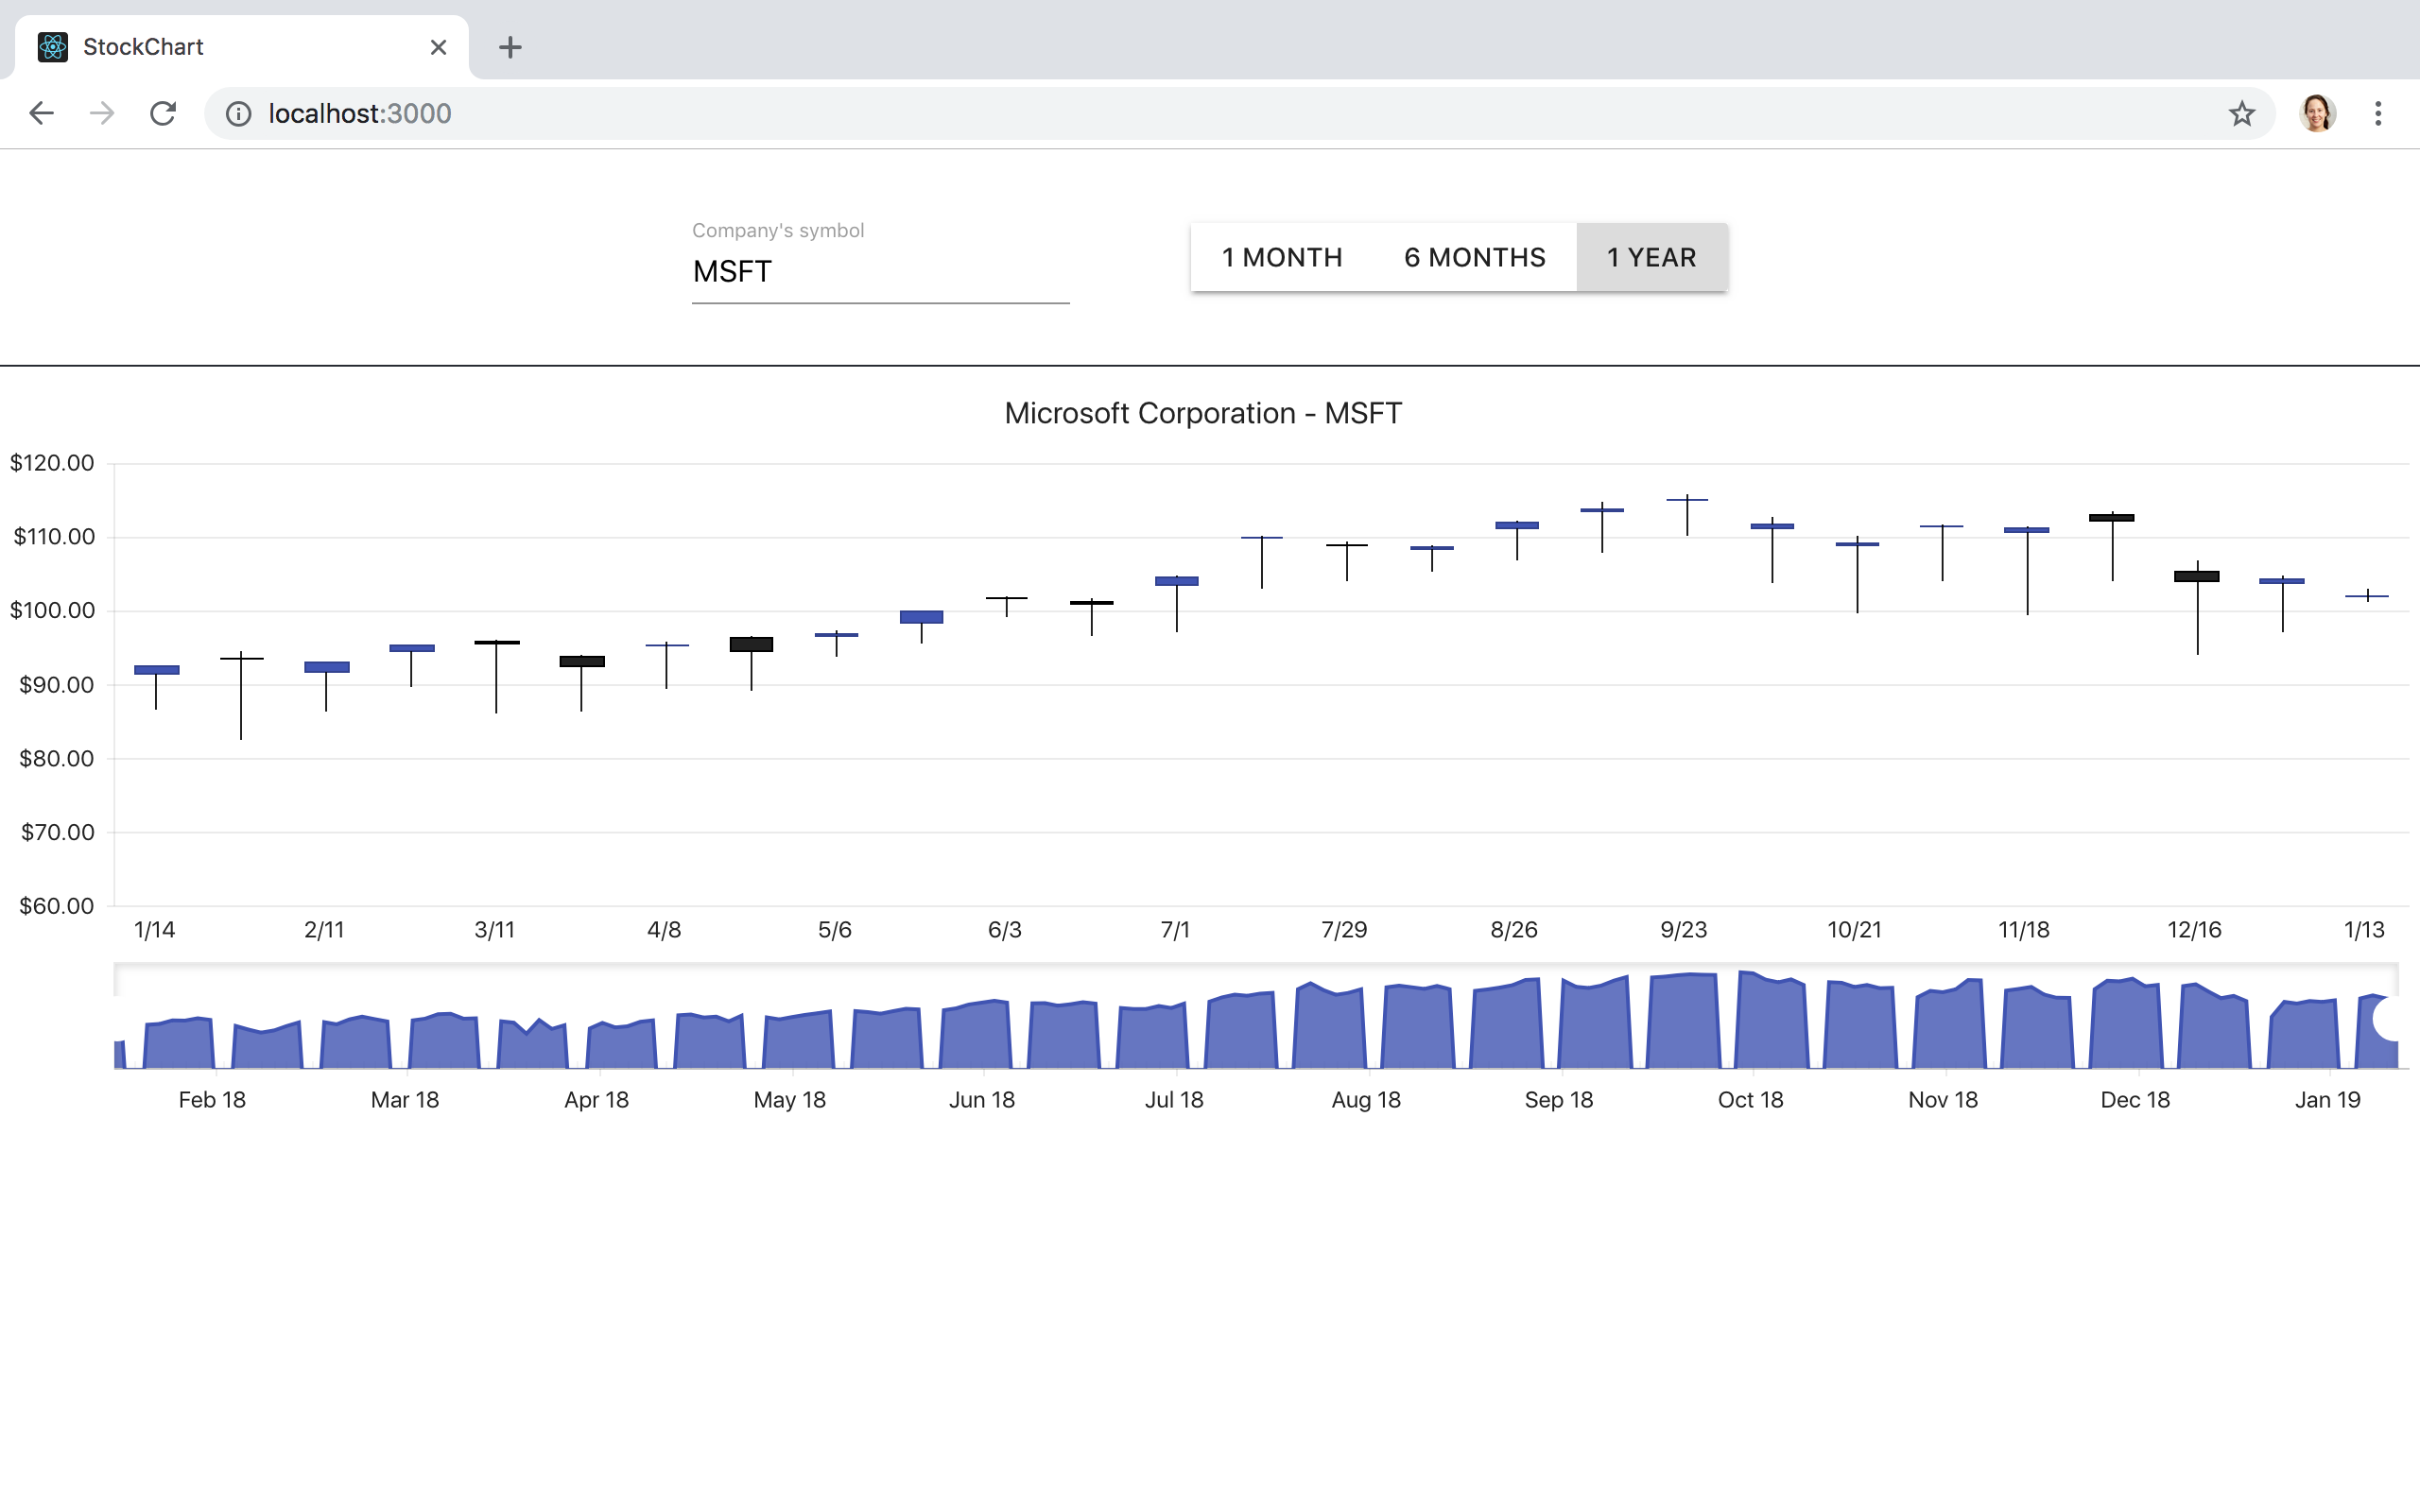 StockChart
localhost:3000
Company's symbol
MSFT
1 MONTH 6 MONTHS 1 YEAR
Microsoft Corporation - MSFT
$120.00
$110.00
$100.00
$90.00
$80.00
$70.00
$60.00
1/14 2/11 3/11 4/8 5/6 6/3 7/1 7/29 8/26 9/23 10/21 11/18 12/16 1/13
Feb 18 Mar 18 Apr 18 May 18 Jun 18 Jul 18 Aug 18 Sep 18 Oct 18 Nov 18 Dec 18 Jan 19